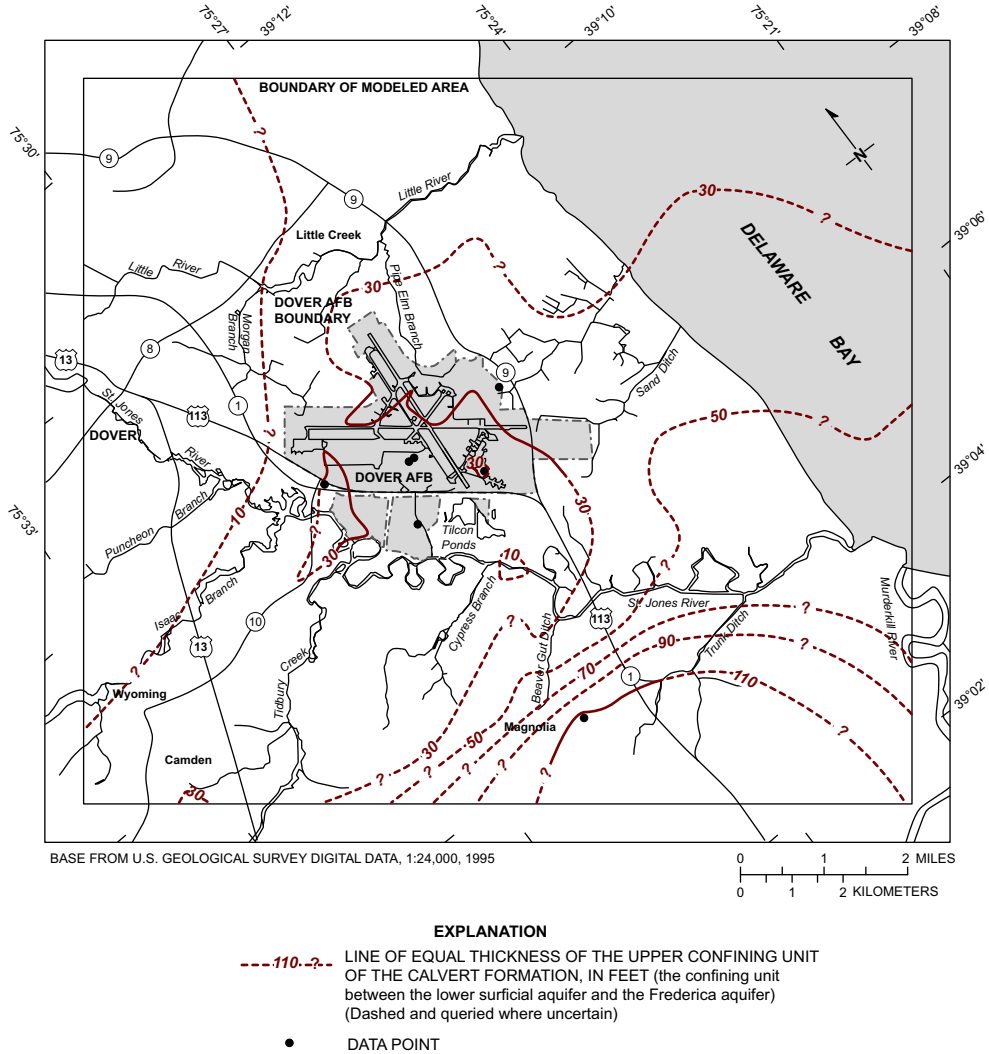 75°27'
39°12'
75°24'
39°10'
75°21'
39°08'
BOUNDARY OF MODELED AREA
?
75°30'
9
N
9
Little River
30
?
Little Creek
39°06'
DELAWARE
BAY
Little River
Pipe Elm Branch
?
30
DOVER AFB
BOUNDARY
Morgan
Branch
8
13
9
Sand Ditch
St. Jones
River
1
113
50
?
DOVER
?
30
DOVER AFB
39°04'
10
30
75°33'
Puncheon Branch
?
Tilcon
Ponds
30
10
?
Isaac Branch
Cypress Branch
St. Jones River
?
Murderkill River
10
?
113
Beaver Gut Ditch
Trunk Ditch
90
?
13
?
Tidbury Creek
70
1
110
39°02'
Wyoming
50
Magnolia
30
?
Camden
?
?
?
?
30
BASE FROM U.S. GEOLOGICAL SURVEY DIGITAL DATA, 1:24,000, 1995
0 1 2 MILES
0 1 2 KILOMETERS
EXPLANATION
110 ? LINE OF EQUAL THICKNESS OF THE UPPER CONFINING UNIT
OF THE CALVERT FORMATION, IN FEET (the confining unit
between the lower surficial aquifer and the Frederica aquifer)
(Dashed and queried where uncertain)
DATA POINT